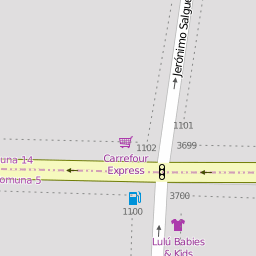 Jerónimo Salgue
1101
3699
1102
una 14
Carrefour
Express
omuna 5
3700
1100
Lulú Babies
& Kids